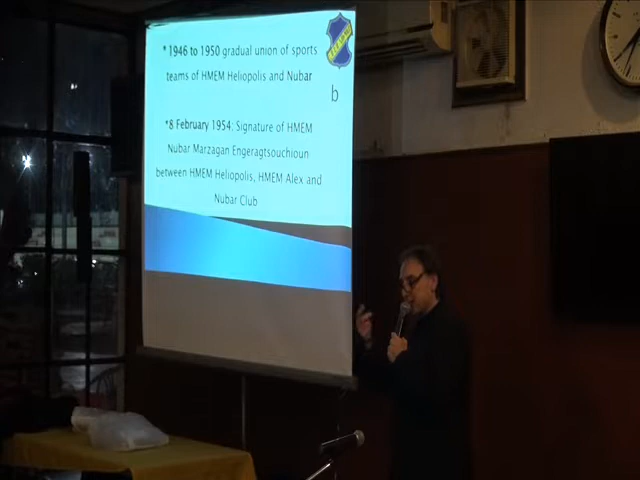 *1946 to 1950 gradual union of sports
teams of HMEM Heliopolis and Nubar
b
*8 February 1954: Signature of HMEM
Nubar Marzagan Engeragtsouchioun
between HMEM Heliopolis, HMEM Alex and
Nubar Club